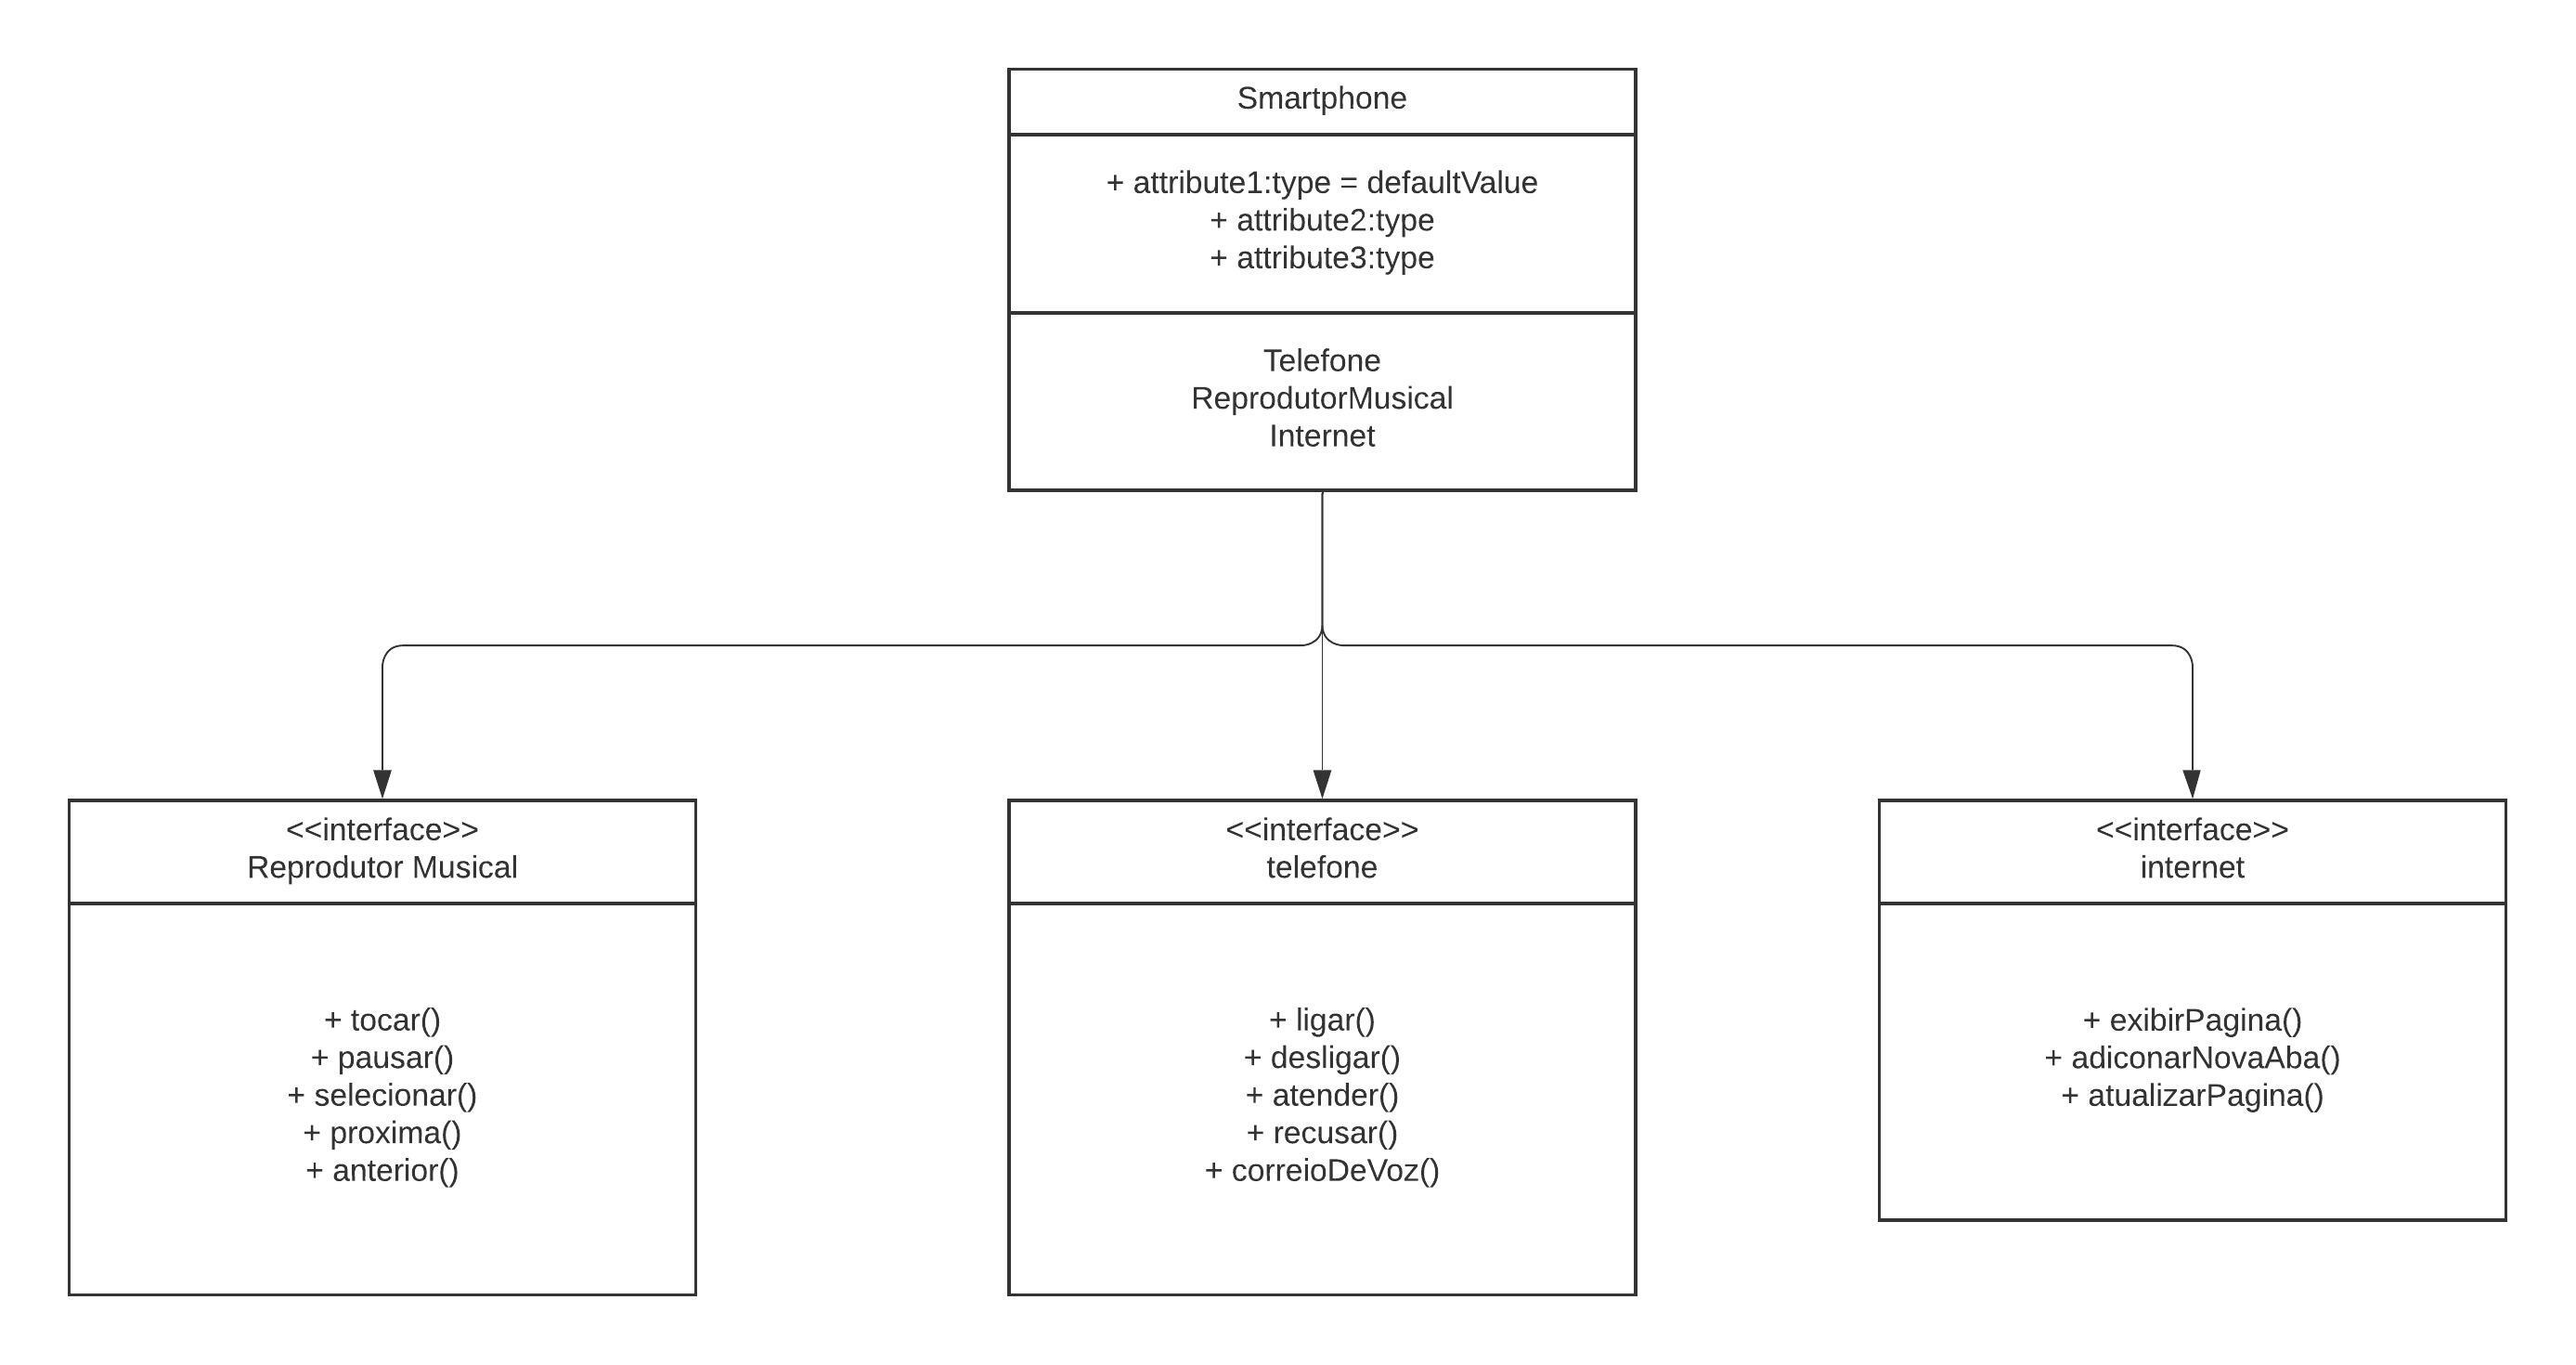 Smartphone
+ attribute1:type = defaultValue
+ attribute2:type
+ attribute3:type
Telefone
ReprodutorMusical
Internet
<<interface>>
Reprodutor Musical
+ tocar()
+ pausar()
+ selecionar()
+ proxima()
+ anterior()
<<interface>>
telefone
+ ligar()
+ desligar()
+ atender()
+ recusar()
+ correioDeVoz()
<<interface>>
internet
+ exibirPagina()
+ adiconarNovaAba()
+ atualizarPagina()